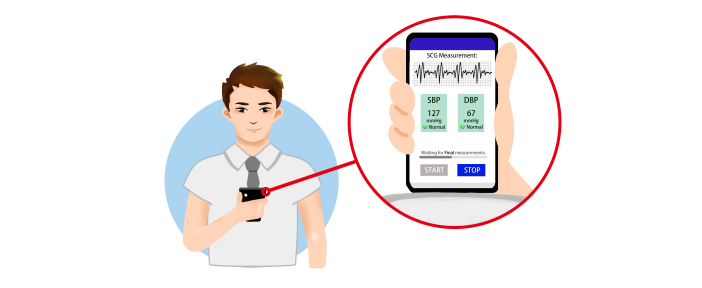 SCG Measurement:
SBP
127
mmHg
Normal
DBP
67
mmHg
Normal
Waiting for Final measurements.
START
STOP